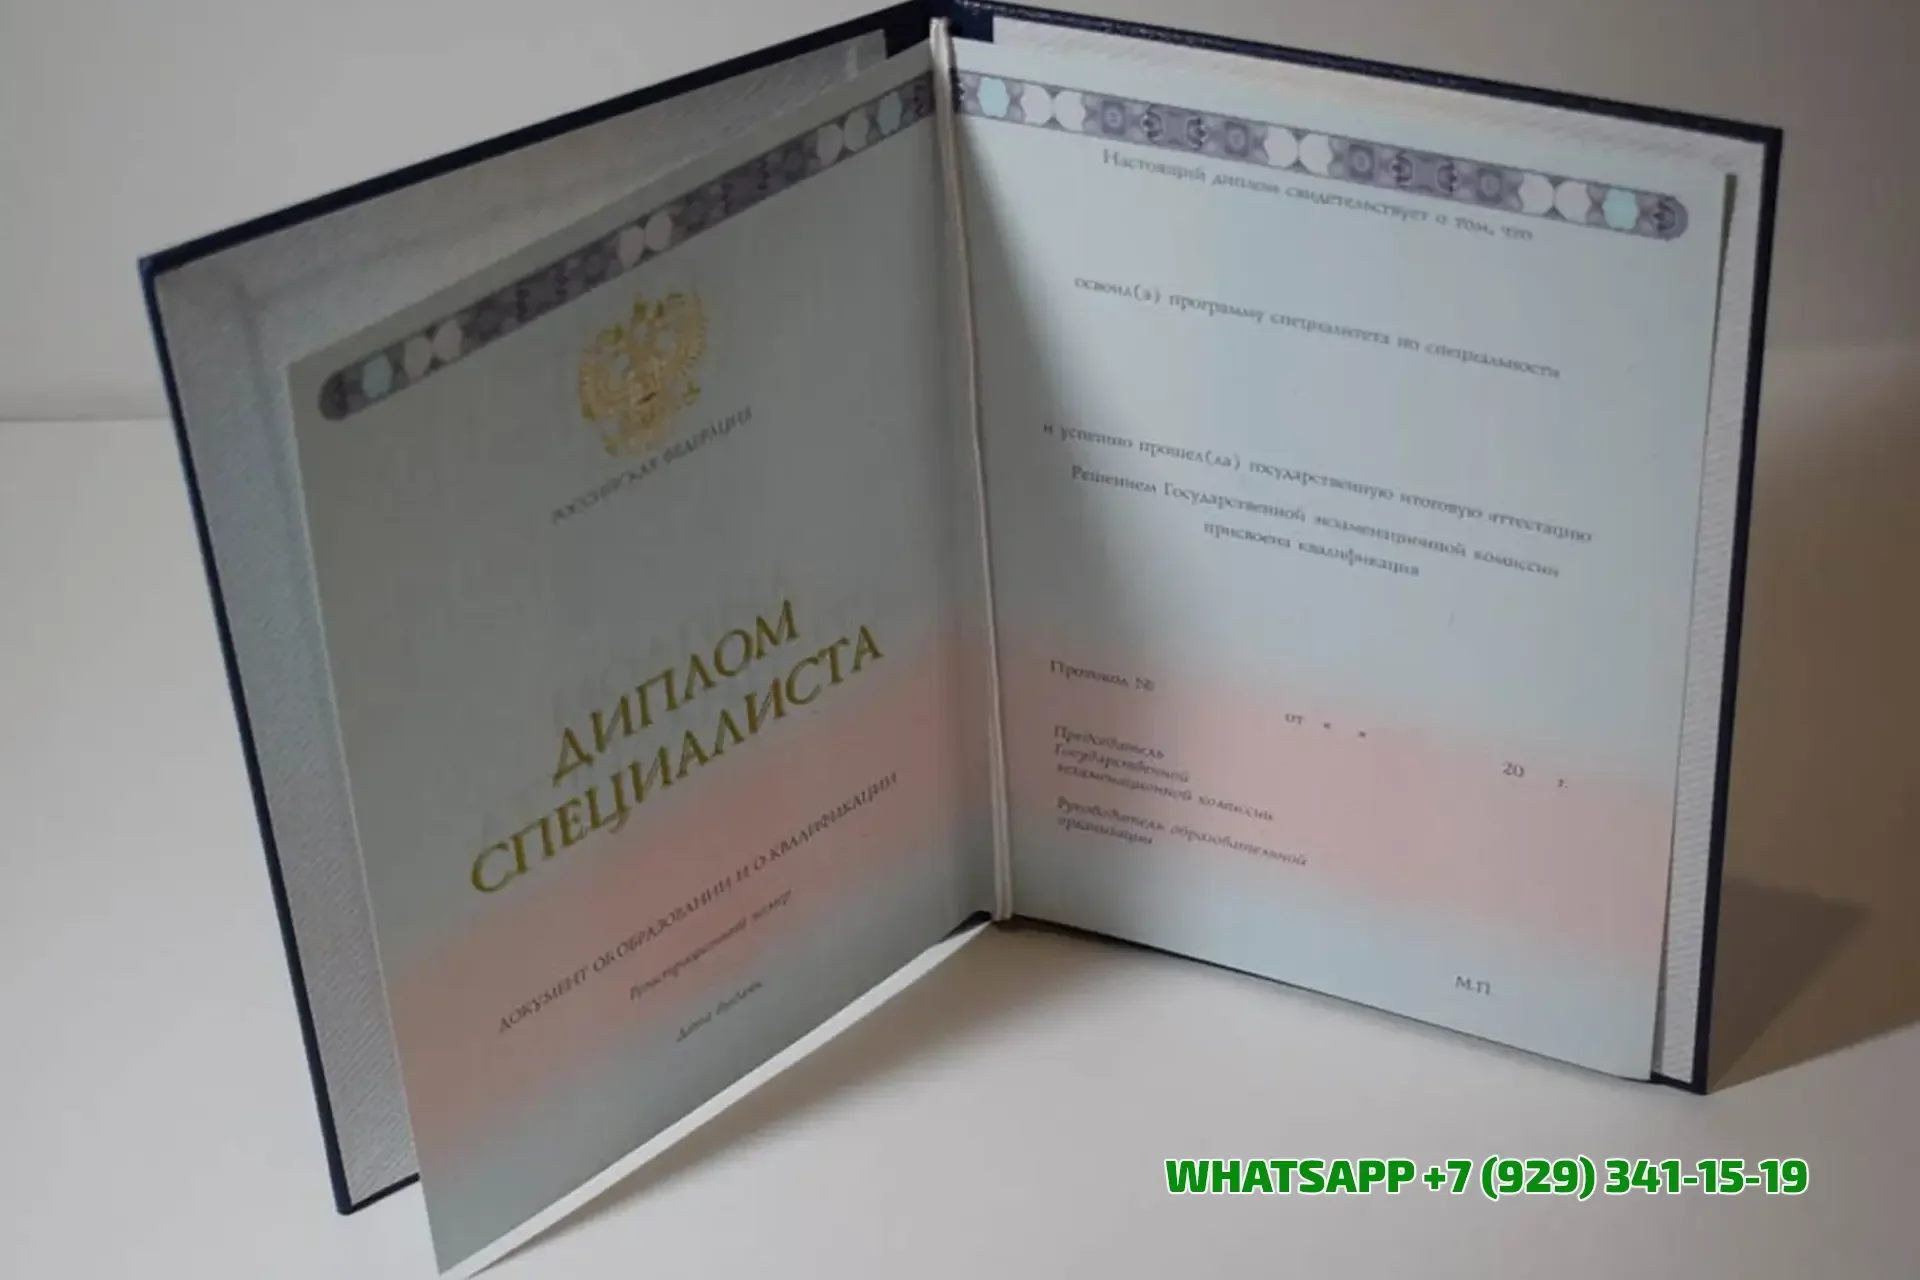 РОССИЙСКАЯ ФЕДЕРАЦИЯ
ДИПЛОМ
СПЕЦИАЛИСТА
ДОКУМЕНТ ОБ ОБРАЗОВАНИИ И О КВАЛИФИКАЦИИ
Регистрационный номер
Дата выдачи
Настоящий диплом свидетельствует о том, что
освоил(а) программу специалитета по специальности
и успешно прошел(ла) государственную итоговую аттестацию
Решением Государственной экзаменационной комиссии
присвоена квалификация
Протокол №
от « »
20 г.
Председатель
Государственной
экзаменационной комиссии
Руководитель образовательной
организации
М.П.
WHATSAPP +7 (929) 341-15-19